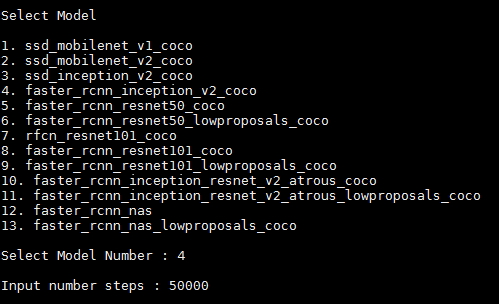 Select Model
1. ssd_mobilenet_v1_coco
2. ssd_mobilenet_v2_coco
3. ssd_inception_v2_coco
4. faster_rcnn_inception_v2_coco
5. faster_rcnn_resnet50_coco
6. faster_rcnn_resnet50_lowproposals_coco
7. rfcn_resnet101_coco
8. faster_rcnn_resnet101_coco
9. faster_rcnn_resnet101_lowproposals_coco
10. faster_rcnn_inception_resnet_v2_atrous_coco
11. faster_rcnn_inception_resnet_v2_atrous_lowproposals_coco
12. faster_rcnn_nas
13. faster_rcnn_nas_lowproposals_coco
Select Model Number : 4
Input number steps : 50000